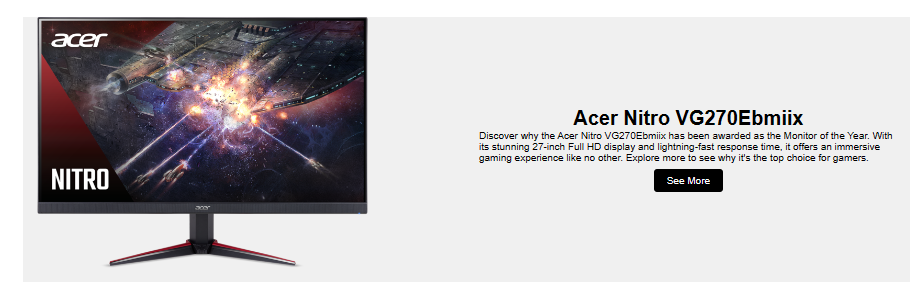 acer
NITRO
acer
Acer Nitro VG270Ebmiix
Discover why the Acer Nitro VG270Ebmiix has been awarded as the Monitor of the Year. With
its stunning 27-inch Full HD display and lightning-fast response time, it offers an immersive
gaming experience like no other. Explore more to see why it's the top choice for gamers.
See More